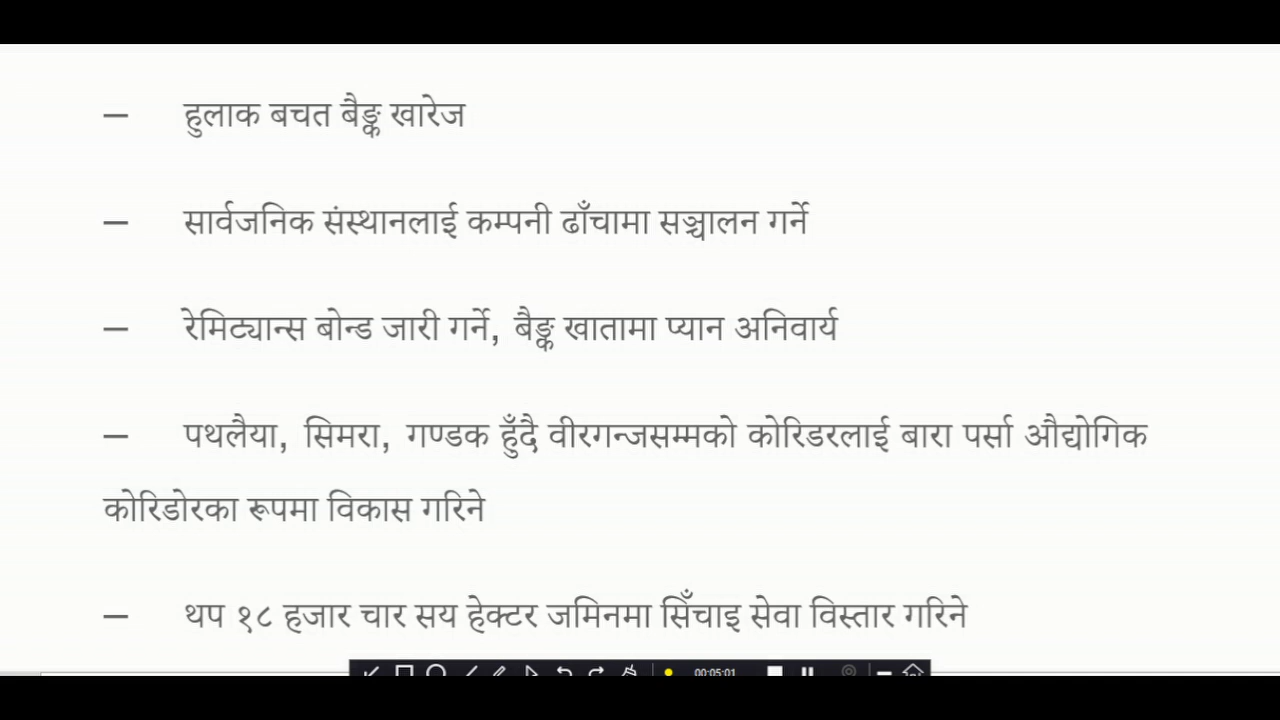 – हुलाक बचत बैङ्क खारेज
– सार्वजनिक संस्थानलाई कम्पनी ढाँचामा सञ्चालन गर्ने
– रेमिट्यान्स बोन्ड जारी गर्ने, बैङ्क खातामा प्यान अनिवार्य
– पथलैया, सिमरा, गण्डक हुँदै वीरगन्जसम्मको कोरिडरलाई बारा पर्सा औद्योगिक
कोरिडोरका रूपमा विकास गरिने
– थप १८ हजार चार सय हेक्टर जमिनमा सिँचाइ सेवा विस्तार गरिने
00:05:01